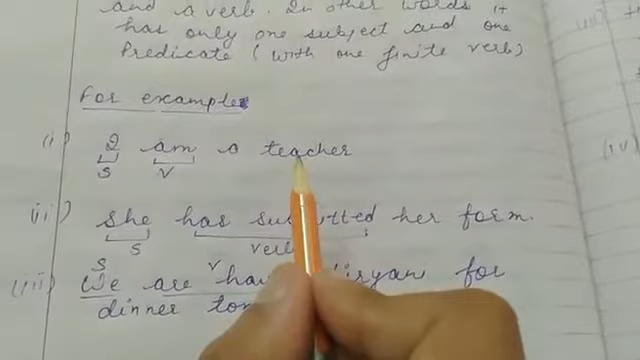 and a verb. In other words it
has only one subject and one
Predicate (with one finite verb)
For example
(i) I am a teacher
S V
ii) she has submitted her form.
S verb
S V
(iii) We are biryani for
dinner